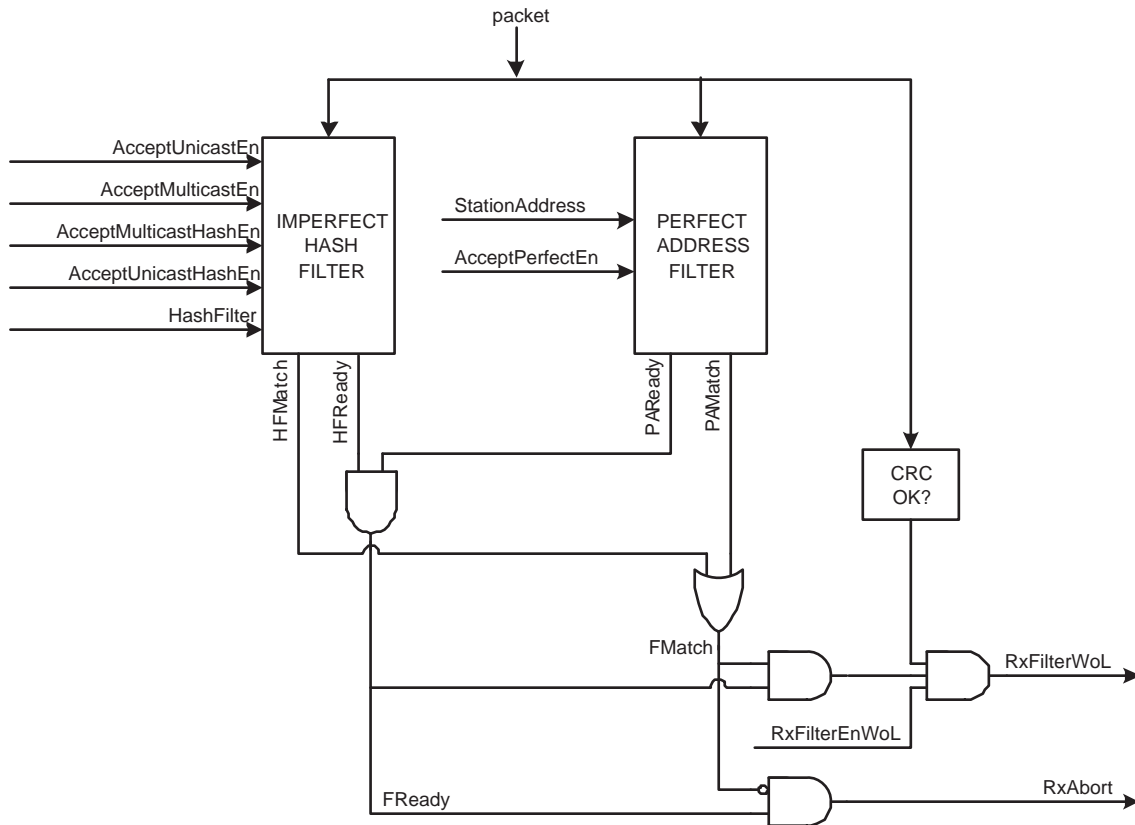 packet
AcceptUnicastEn
AcceptMulticastEn
AcceptMulticastHashEn
AcceptUnicastHashEn
HashFilter
IMPERFECT
HASH
FILTER
StationAddress
AcceptPerfectEn
PERFECT
ADDRESS
FILTER
HFMatch
HFReady
PAReady
PAMatch
CRC
OK?
FMatch
RxFilterWoL
RxFilterEnWoL
FReady
RxAbort